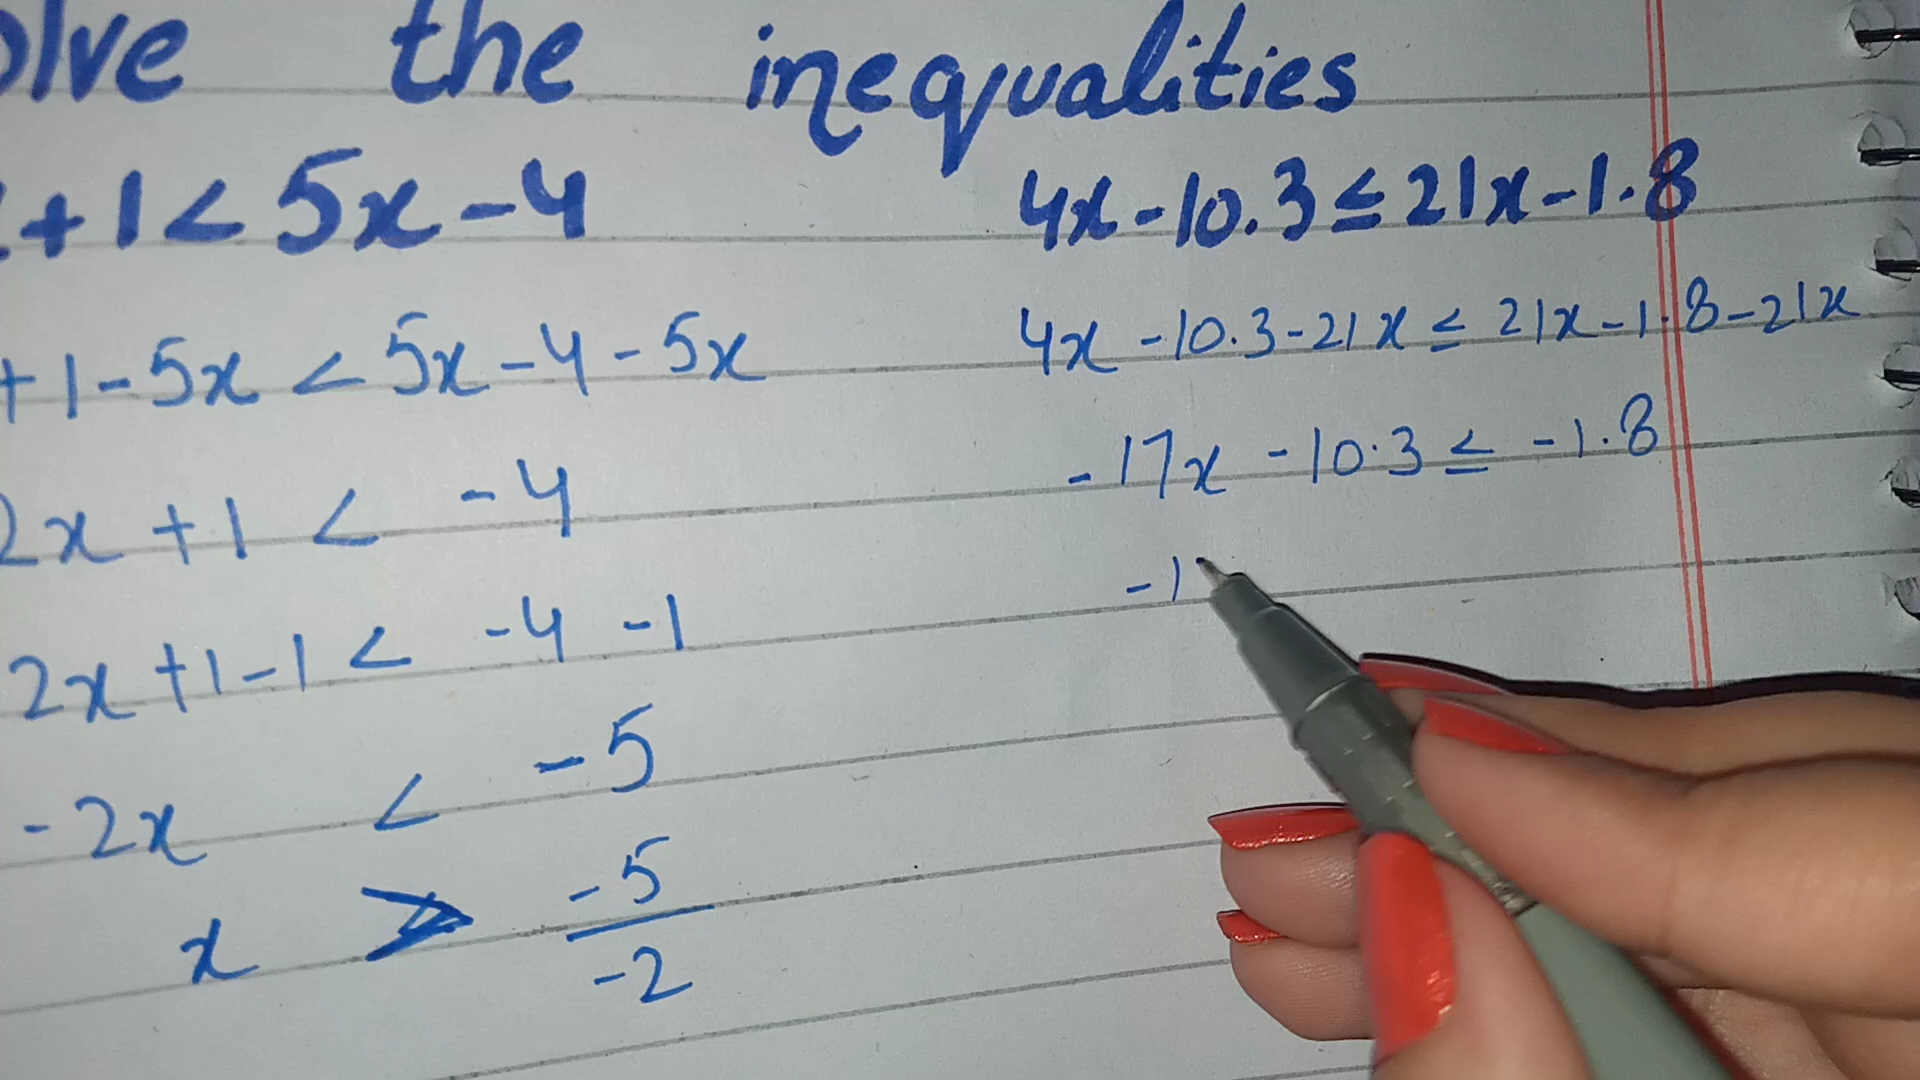 olve the inequalities
+1<5x-4
+1-5x<5x-4-5x
2x+1<-4
2x+1-1<-4-1
-2x<-5
x>-5/-2
4x-10.3≤21x-1.8
4x-10.3-21x≤21x-1.8-21x
-17x-10.3≤-1.8
-1